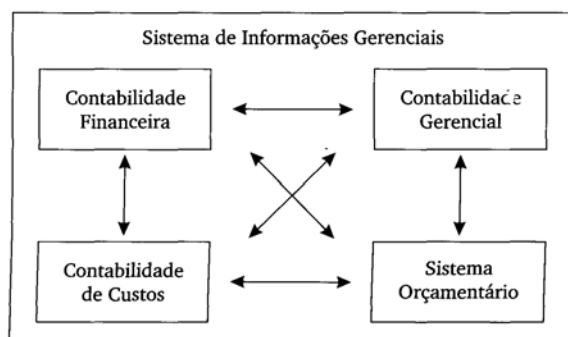 Sistema de Informações Gerenciais
Contabilidade
Financeira
Contabilidade
Gerencial
Contabilidade
de Custos
Sistema
Orçamentário